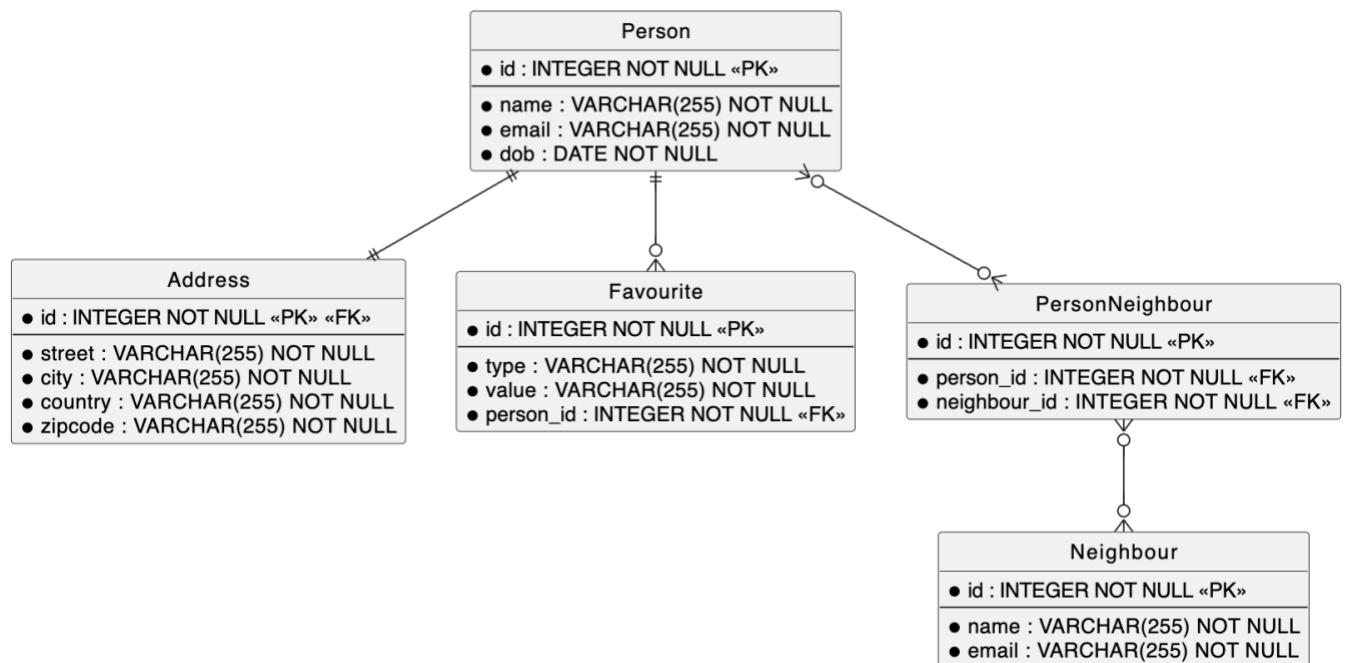 Person
id : INTEGER NOT NULL «PK»
name : VARCHAR(255) NOT NULL
email : VARCHAR(255) NOT NULL
dob : DATE NOT NULL
Address
id : INTEGER NOT NULL «PK» «FK»
street : VARCHAR(255) NOT NULL
city : VARCHAR(255) NOT NULL
country : VARCHAR(255) NOT NULL
zipcode : VARCHAR(255) NOT NULL
Favourite
id : INTEGER NOT NULL «PK»
type : VARCHAR(255) NOT NULL
value : VARCHAR(255) NOT NULL
person_id : INTEGER NOT NULL «FK»
PersonNeighbour
id : INTEGER NOT NULL «PK»
person_id : INTEGER NOT NULL «FK»
neighbour_id : INTEGER NOT NULL «FK»
Neighbour
id : INTEGER NOT NULL «PK»
name : VARCHAR(255) NOT NULL
email : VARCHAR(255) NOT NULL